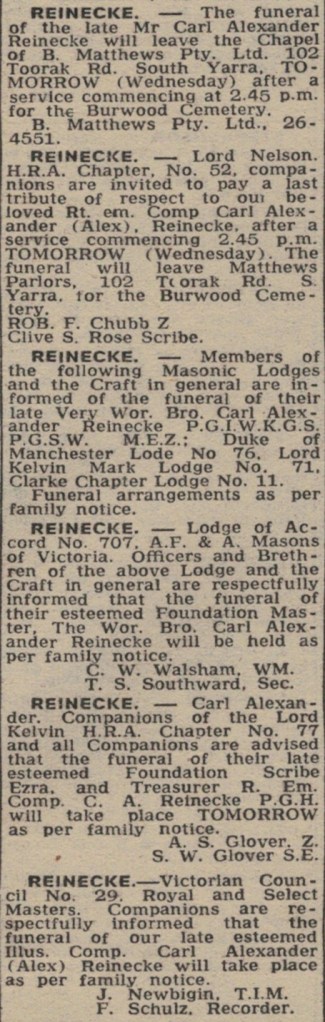 REINECKE. — The funeral
of the late Mr Carl Alexander
Reinecke will leave the Chapel
of B. Matthews Pty. Ltd. 102
Toorak Rd. South Yarra, TO-
MORROW (Wednesday) after a
service commencing at 2.45 p.m.
for the Burwood Cemetery.
B. Matthews Pty. Ltd., 26-
4551.
REINECKE. — Lord Nelson.
H.R.A. Chapter, No. 52, compa-
nions are invited to pay a last
tribute of respect to our be-
loved Rt. em. Comp Carl Alex-
ander (Alex), Reinecke, after a
service commencing 2.45 p.m.
TOMORROW (Wednesday). The
funeral will leave Matthews
Parlors, 102 Toorak Rd. S.
Yarra, for the Burwood Ceme-
tery.
ROB. F. Chubb Z
Clive S. Rose Scribe.
REINECKE. — Members of
the following Masonic Lodges
and the Craft in general are in-
formed of the funeral of their
late Very Wor. Bro. Carl Alex-
ander Reinecke P.G.I.W.K.G.S.
P.G.S.W. M.E.Z.; Duke of
Manchester Lode No 76, Lord
Kelvin Mark Lodge No. 71,
Clarke Chapter Lodge No. 11.
Funeral arrangements as per
family notice.
REINECKE. — Lodge of Ac-
cord No. 707, A.F. & A. Masons
of Victoria. Officers and Breth-
ren of the above Lodge and the
Craft in general are respectfully
informed that the funeral of
their esteemed Foundation Mas-
ter, The Wor. Bro. Carl Alex-
ander Reinecke will be held as
per family notice.
C. W. Walsham, WM.
T. S. Southward, Sec.
REINECKE. — Carl Alexan-
der. Companions of the Lord
Kelvin H.R.A. Chapter No. 77
and all Companions are advised
that the funeral of their late
esteemed Foundation Scribe
Ezra, and Treasurer R. Em.
Comp. C. A. Reinecke P.G.H.
will take place TOMORROW
as per family notice.
A. S. Glover, Z.
S. W. Glover S.E.
REINECKE.—Victorian Coun-
cil No. 29. Royal and Select
Masters. Companions are re-
spectfully informed that the
funeral of our late esteemed
Illus. Comp. Carl Alexander
(Alex) Reinecke will take place
as per family notice.
J. Newbigin, T.I.M.
F. Schulz, Recorder.